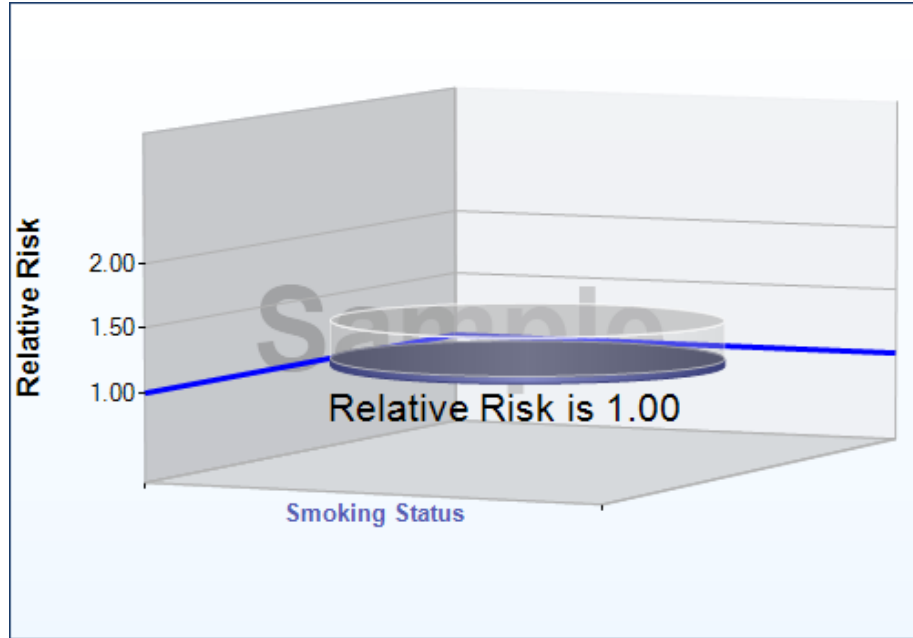 Relative Risk
2.00
1.50
1.00
Sample
Relative Risk is 1.00
Smoking Status